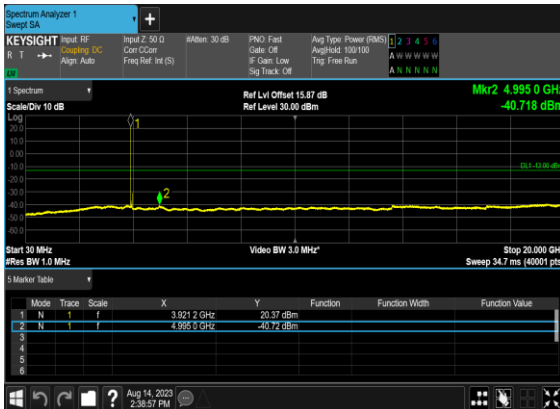 Spectrum Analyzer 1
Swept SA
+
KEYSIGHT
R T
LW
Input: RF
Coupling: DC
Align: Auto
Input Z: 50 Ω
Corr CCorr
Freq Ref: Int (S)
#Atten: 30 dB
PNO: Fast
Gate: Off
IF Gain: Low
Sig Track: Off
Avg Type: Power (RMS)
Avg|Hold: 100/100
Trig: Free Run
1 2 3 4 5 6
A W W W W W
A N N N N N
1 Spectrum
Scale/Div 10 dB
Ref Lvl Offset 15.87 dB
Ref Level 30.00 dBm
Mkr2 4.995 0 GHz
-40.718 dBm
Log
20.0
10.0
0.00
-10.0
-20.0
-30.0
-40.0
-50.0
-60.0
1
2
DL1 -13.00 dBm
Start 30 MHz
#Res BW 1.0 MHz
Video BW 3.0 MHz*
Stop 20.000 GHz
Sweep 34.7 ms (40001 pts)
5 Marker Table
Mode Trace Scale X Y Function Function Width Function Value
1 N 1 f 3.921 2 GHz 20.37 dBm
2 N 1 f 4.995 0 GHz -40.72 dBm
3
4
5
6
?
Aug 14, 2023
2:38:57 PM